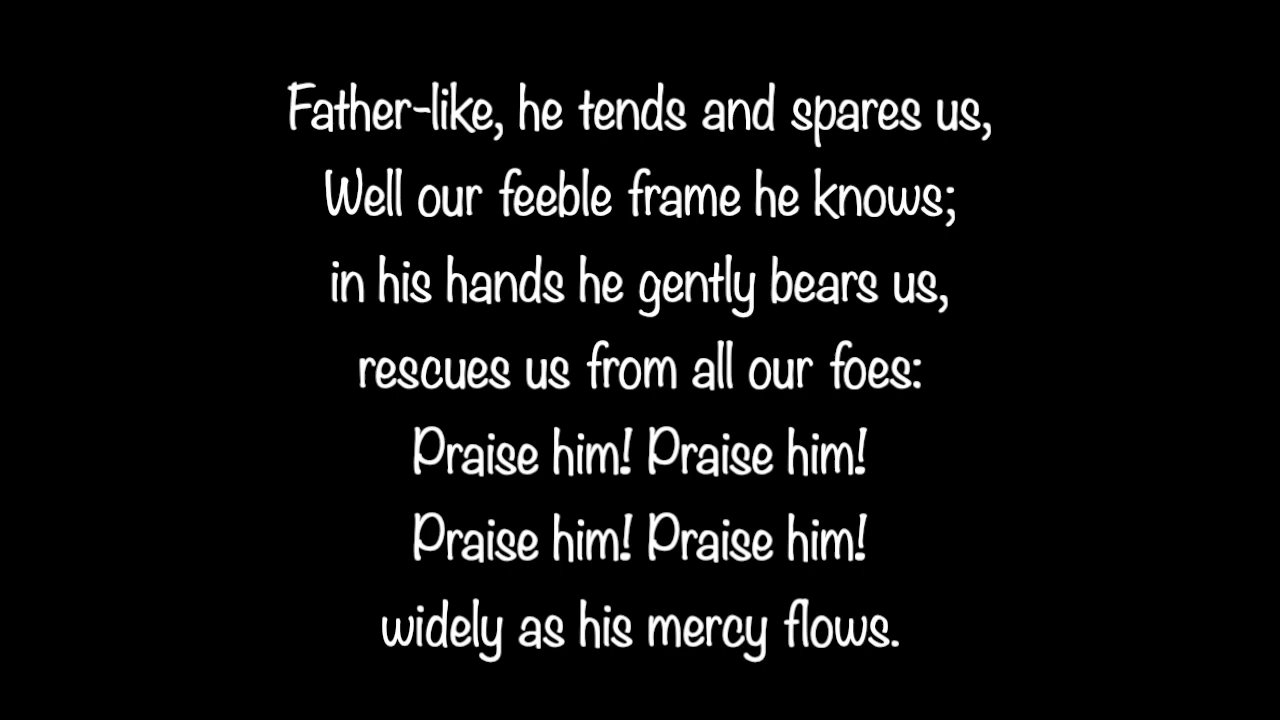 Father-like, he tends and spares us,
Well our feeble frame he knows;
in his hands he gently bears us,
rescues us from all our foes:
Praise him! Praise him!
Praise him! Praise him!
widely as his mercy flows.